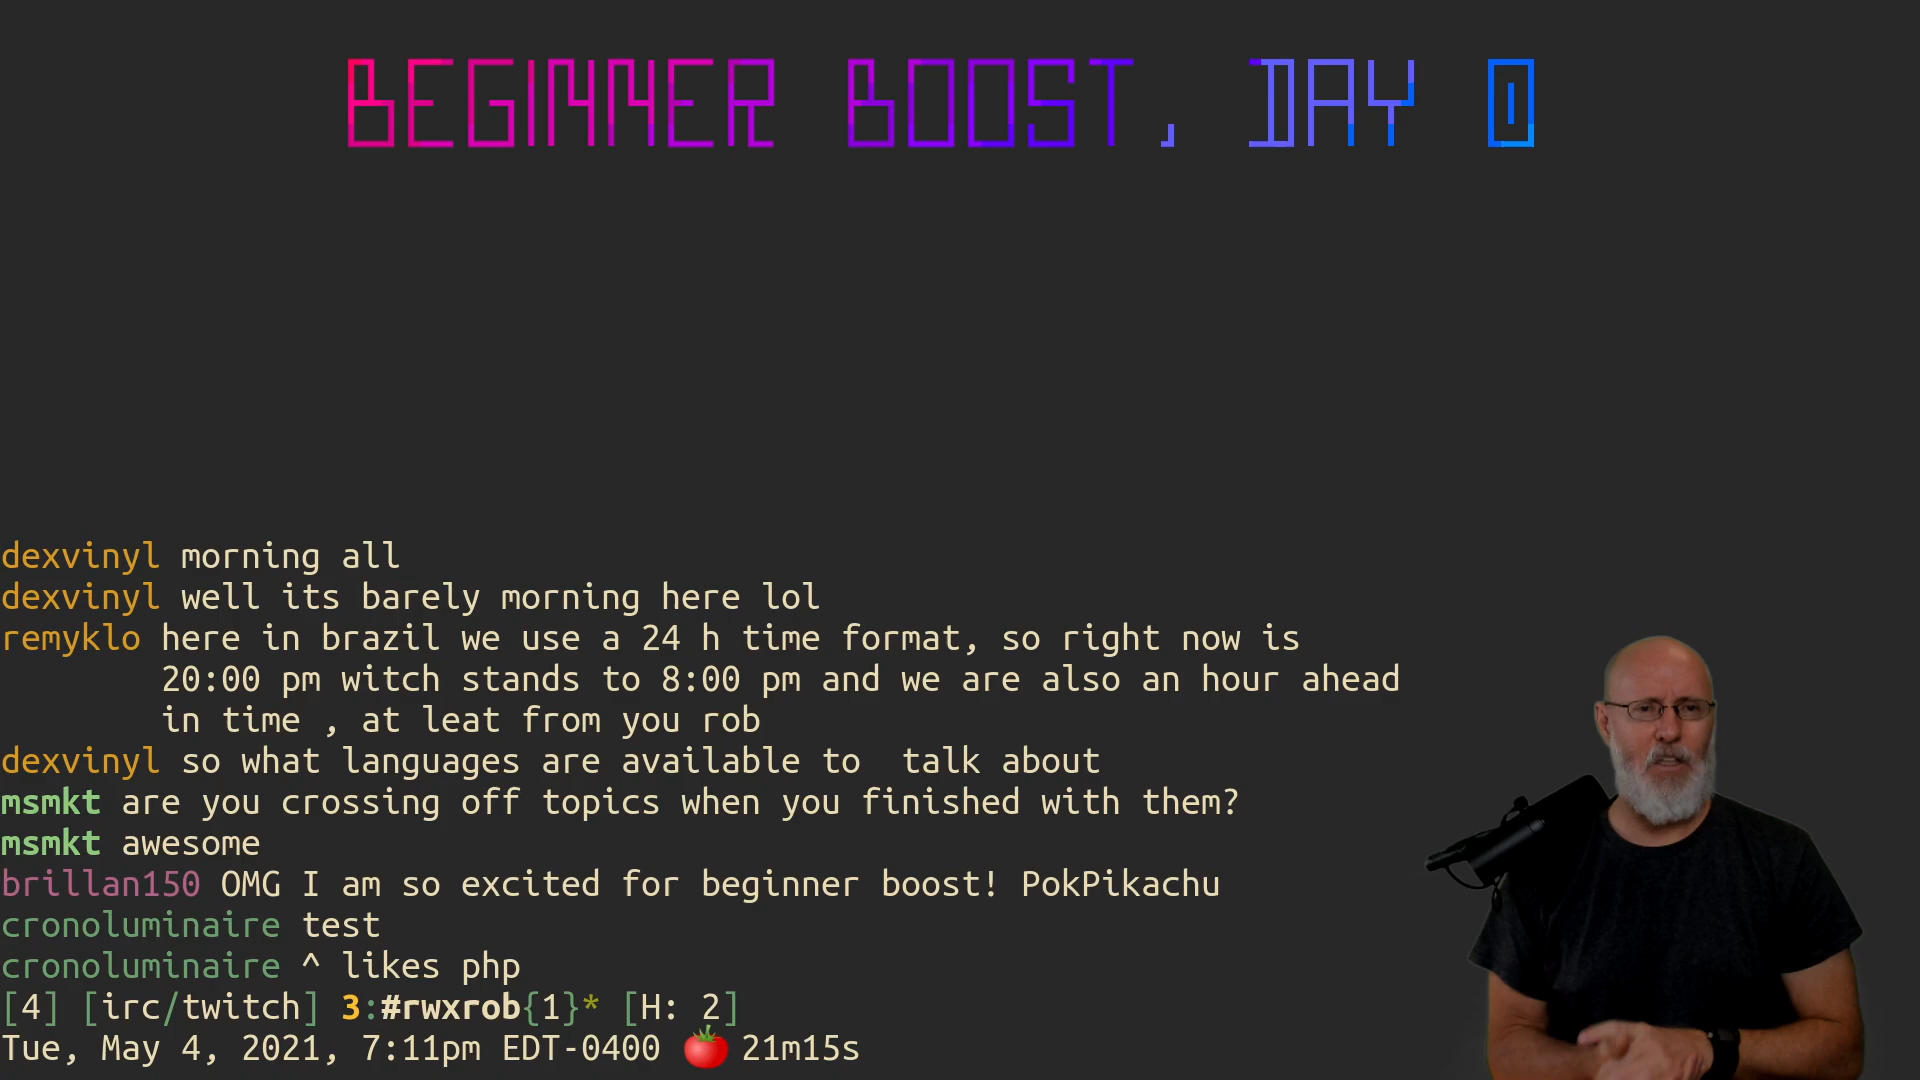 BEGINNER BOOST, DAY 0
dexvinyl morning all
dexvinyl well its barely morning here lol
remyklo here in brazil we use a 24 h time format, so right now is
20:00 pm witch stands to 8:00 pm and we are also an hour ahead
in time , at leat from you rob
dexvinyl so what languages are available to  talk about
msmkt are you crossing off topics when you finished with them?
msmkt awesome
brillan150 OMG I am so excited for beginner boost! PokPikachu
cronoluminaire test
cronoluminaire ^ likes php
[4] [irc/twitch] 3:#rwxrob{1}* [H: 2]
Tue, May 4, 2021, 7:11pm EDT-0400 🍅 21m15s